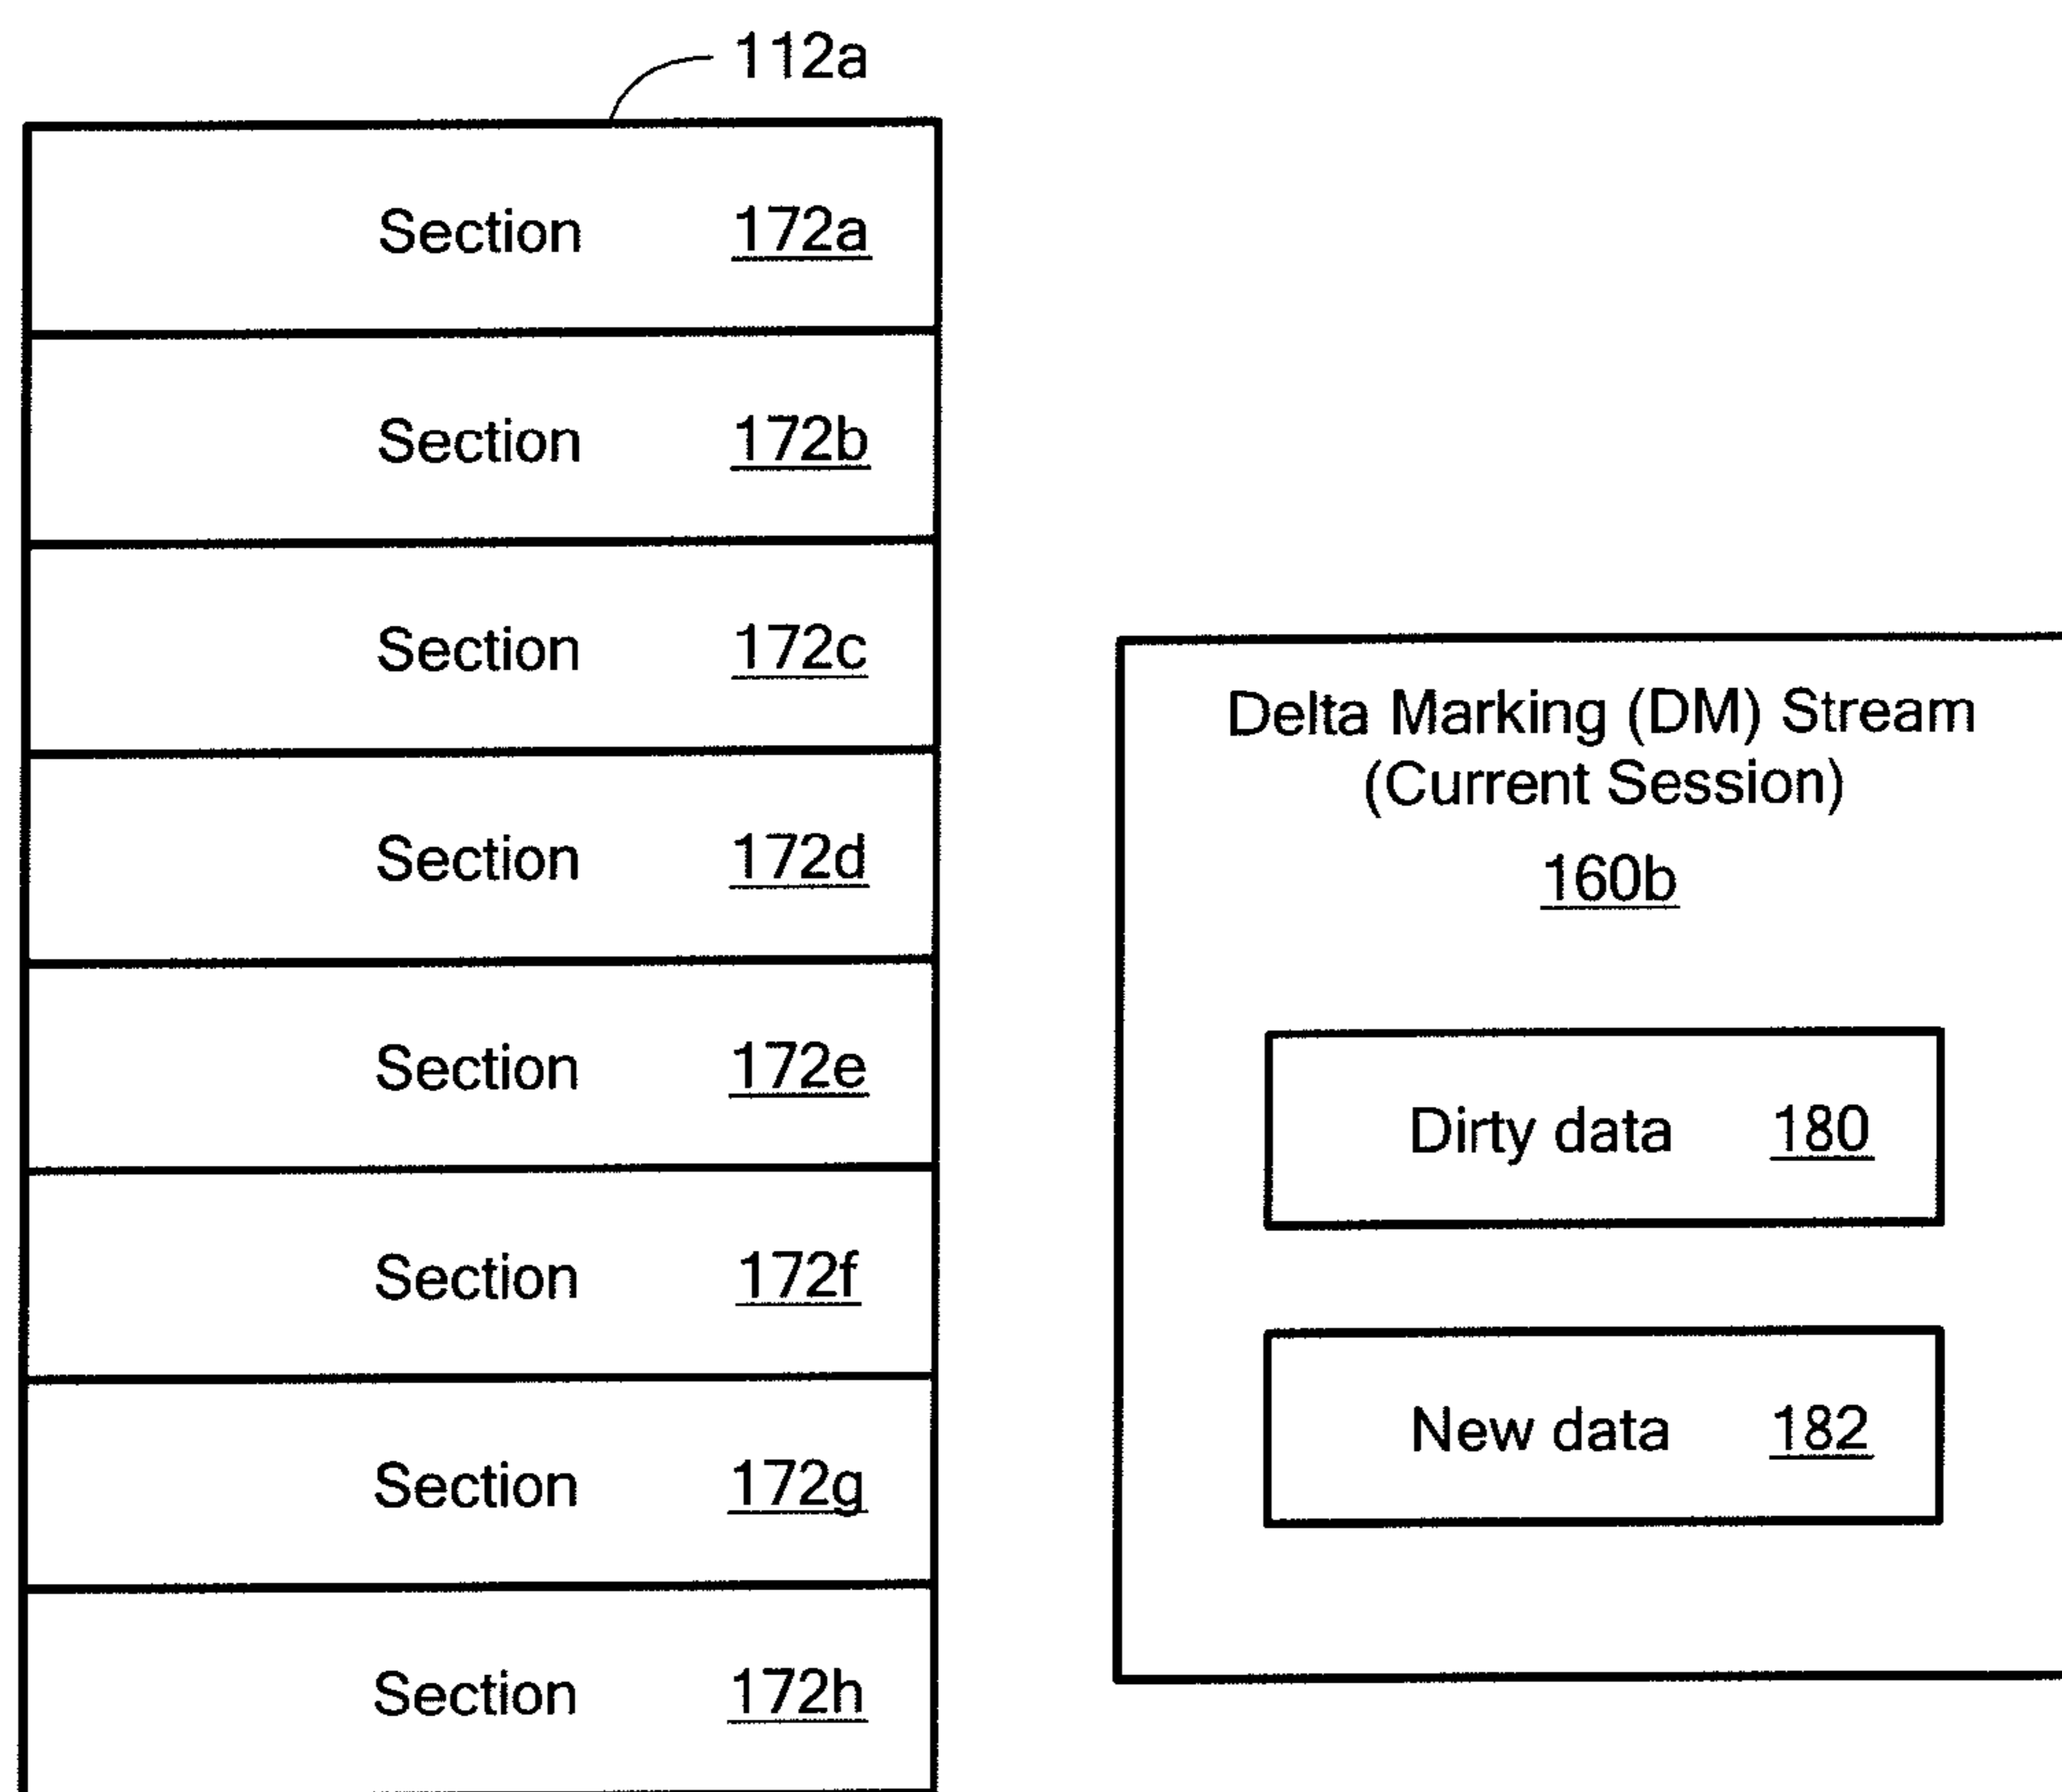 112a
Section 172a
Section 172b
Section 172c
Section 172d
Section 172e
Section 172f
Section 172g
Section 172h
Delta Marking (DM) Stream
(Current Session)
160b
Dirty data 180
New data 182